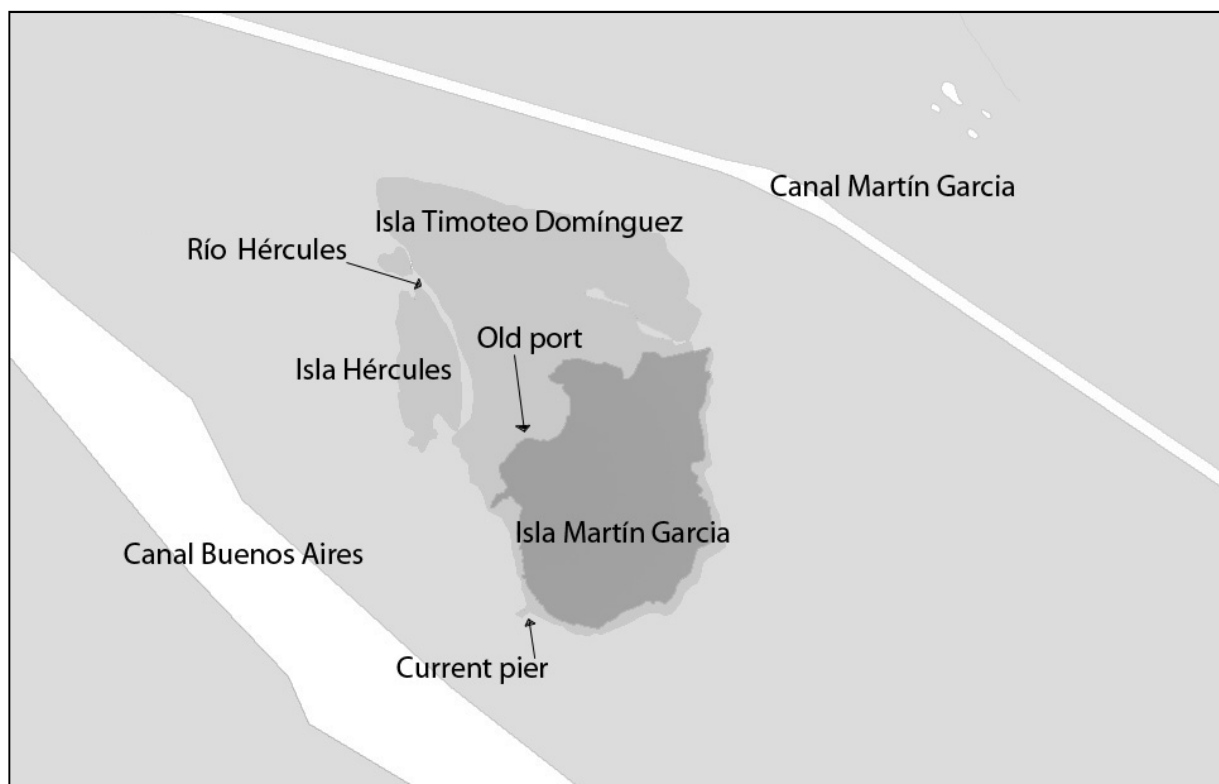 Canal Martín Garcia
Isla Timoteo Domínguez
Río Hércules
Old port
Isla Hércules
Isla Martín Garcia
Canal Buenos Aires
Current pier